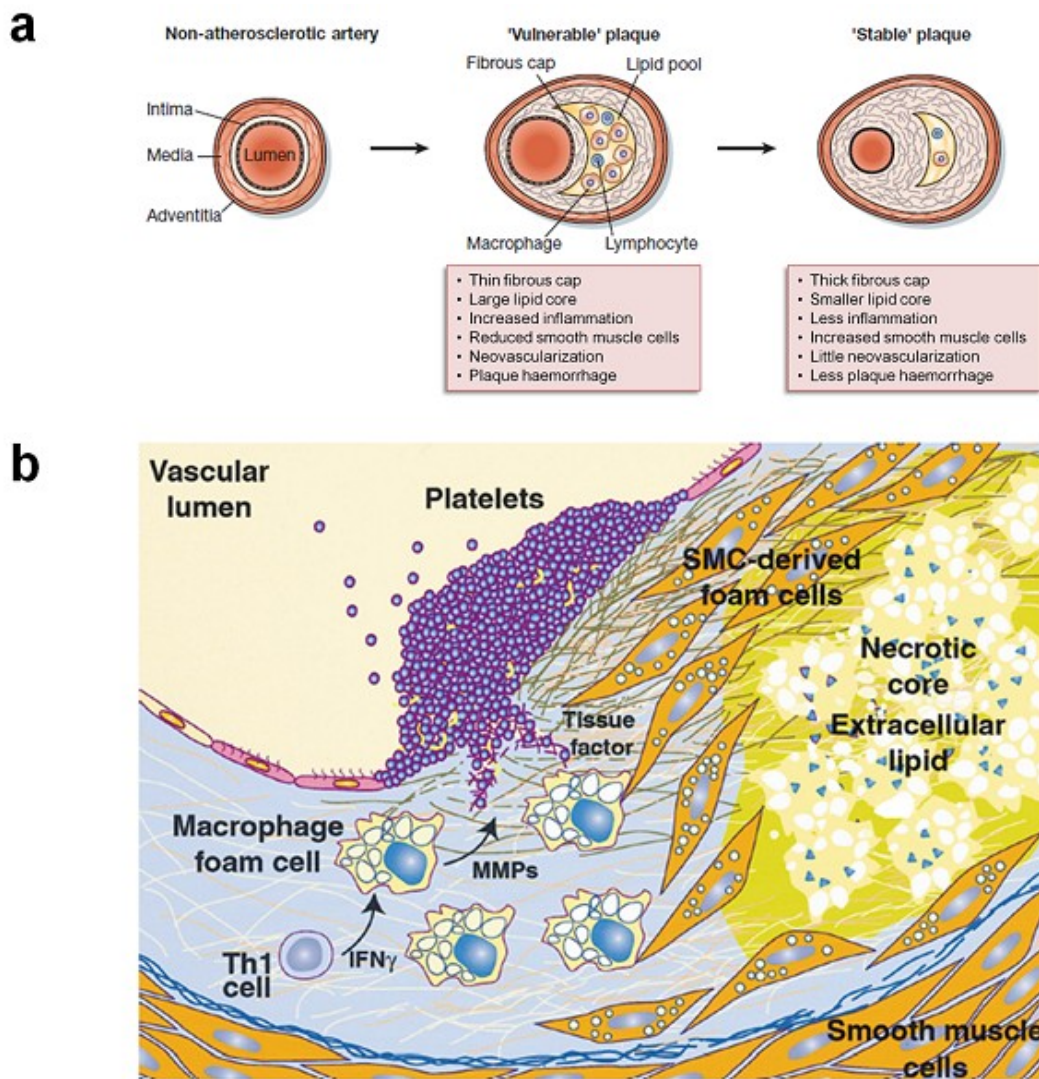 a
Non-atherosclerotic artery
'Vulnerable' plaque
'Stable' plaque
Fibrous cap
Lipid pool
Intima
Media
Lumen
Adventitia
Macrophage
Lymphocyte
• Thin fibrous cap
• Large lipid core
• Increased inflammation
• Reduced smooth muscle cells
• Neovascularization
• Plaque haemorrhage
• Thick fibrous cap
• Smaller lipid core
• Less inflammation
• Increased smooth muscle cells
• Little neovascularization
• Less plaque haemorrhage
b
Vascular
lumen
Platelets
SMC-derived
foam cells
Necrotic
core
Extracellular
lipid
Tissue
factor
Macrophage
foam cell
MMPs
Th1
cell
IFNγ
Smooth muscle
cells